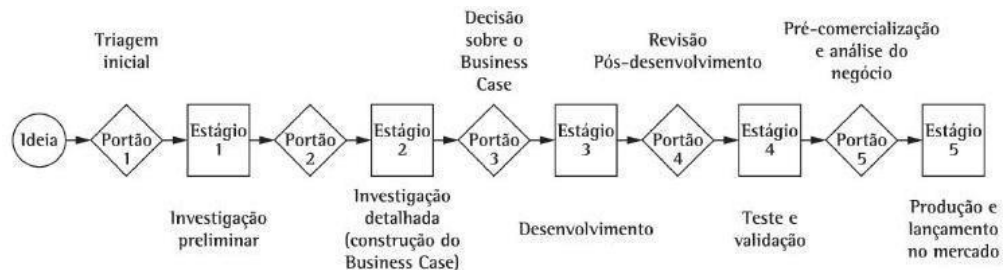 Triagem
inicial
Decisão
sobre o
Business
Case
Revisão
Pós-desenvolvimento
Pré-comercialização
e análise do
negócio
Ideia
Portão
1
Estágio
1
Portão
2
Estágio
2
Portão
3
Estágio
3
Portão
4
Estágio
4
Portão
5
Estágio
5
Investigação
preliminar
Investigação
detalhada
(construção do
Business Case)
Desenvolvimento
Teste e
validação
Produção e
lançamento
no mercado